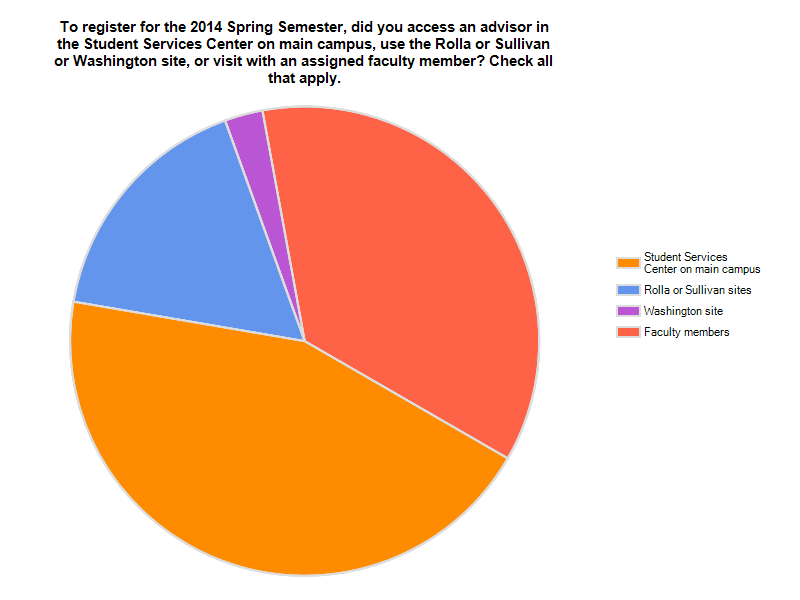 To register for the 2014 Spring Semester, did you access an advisor in
the Student Services Center on main campus, use the Rolla or Sullivan
or Washington site, or visit with an assigned faculty member? Check all
that apply.
Student Services
Center on main campus
Rolla or Sullivan sites
Washington site
Faculty members